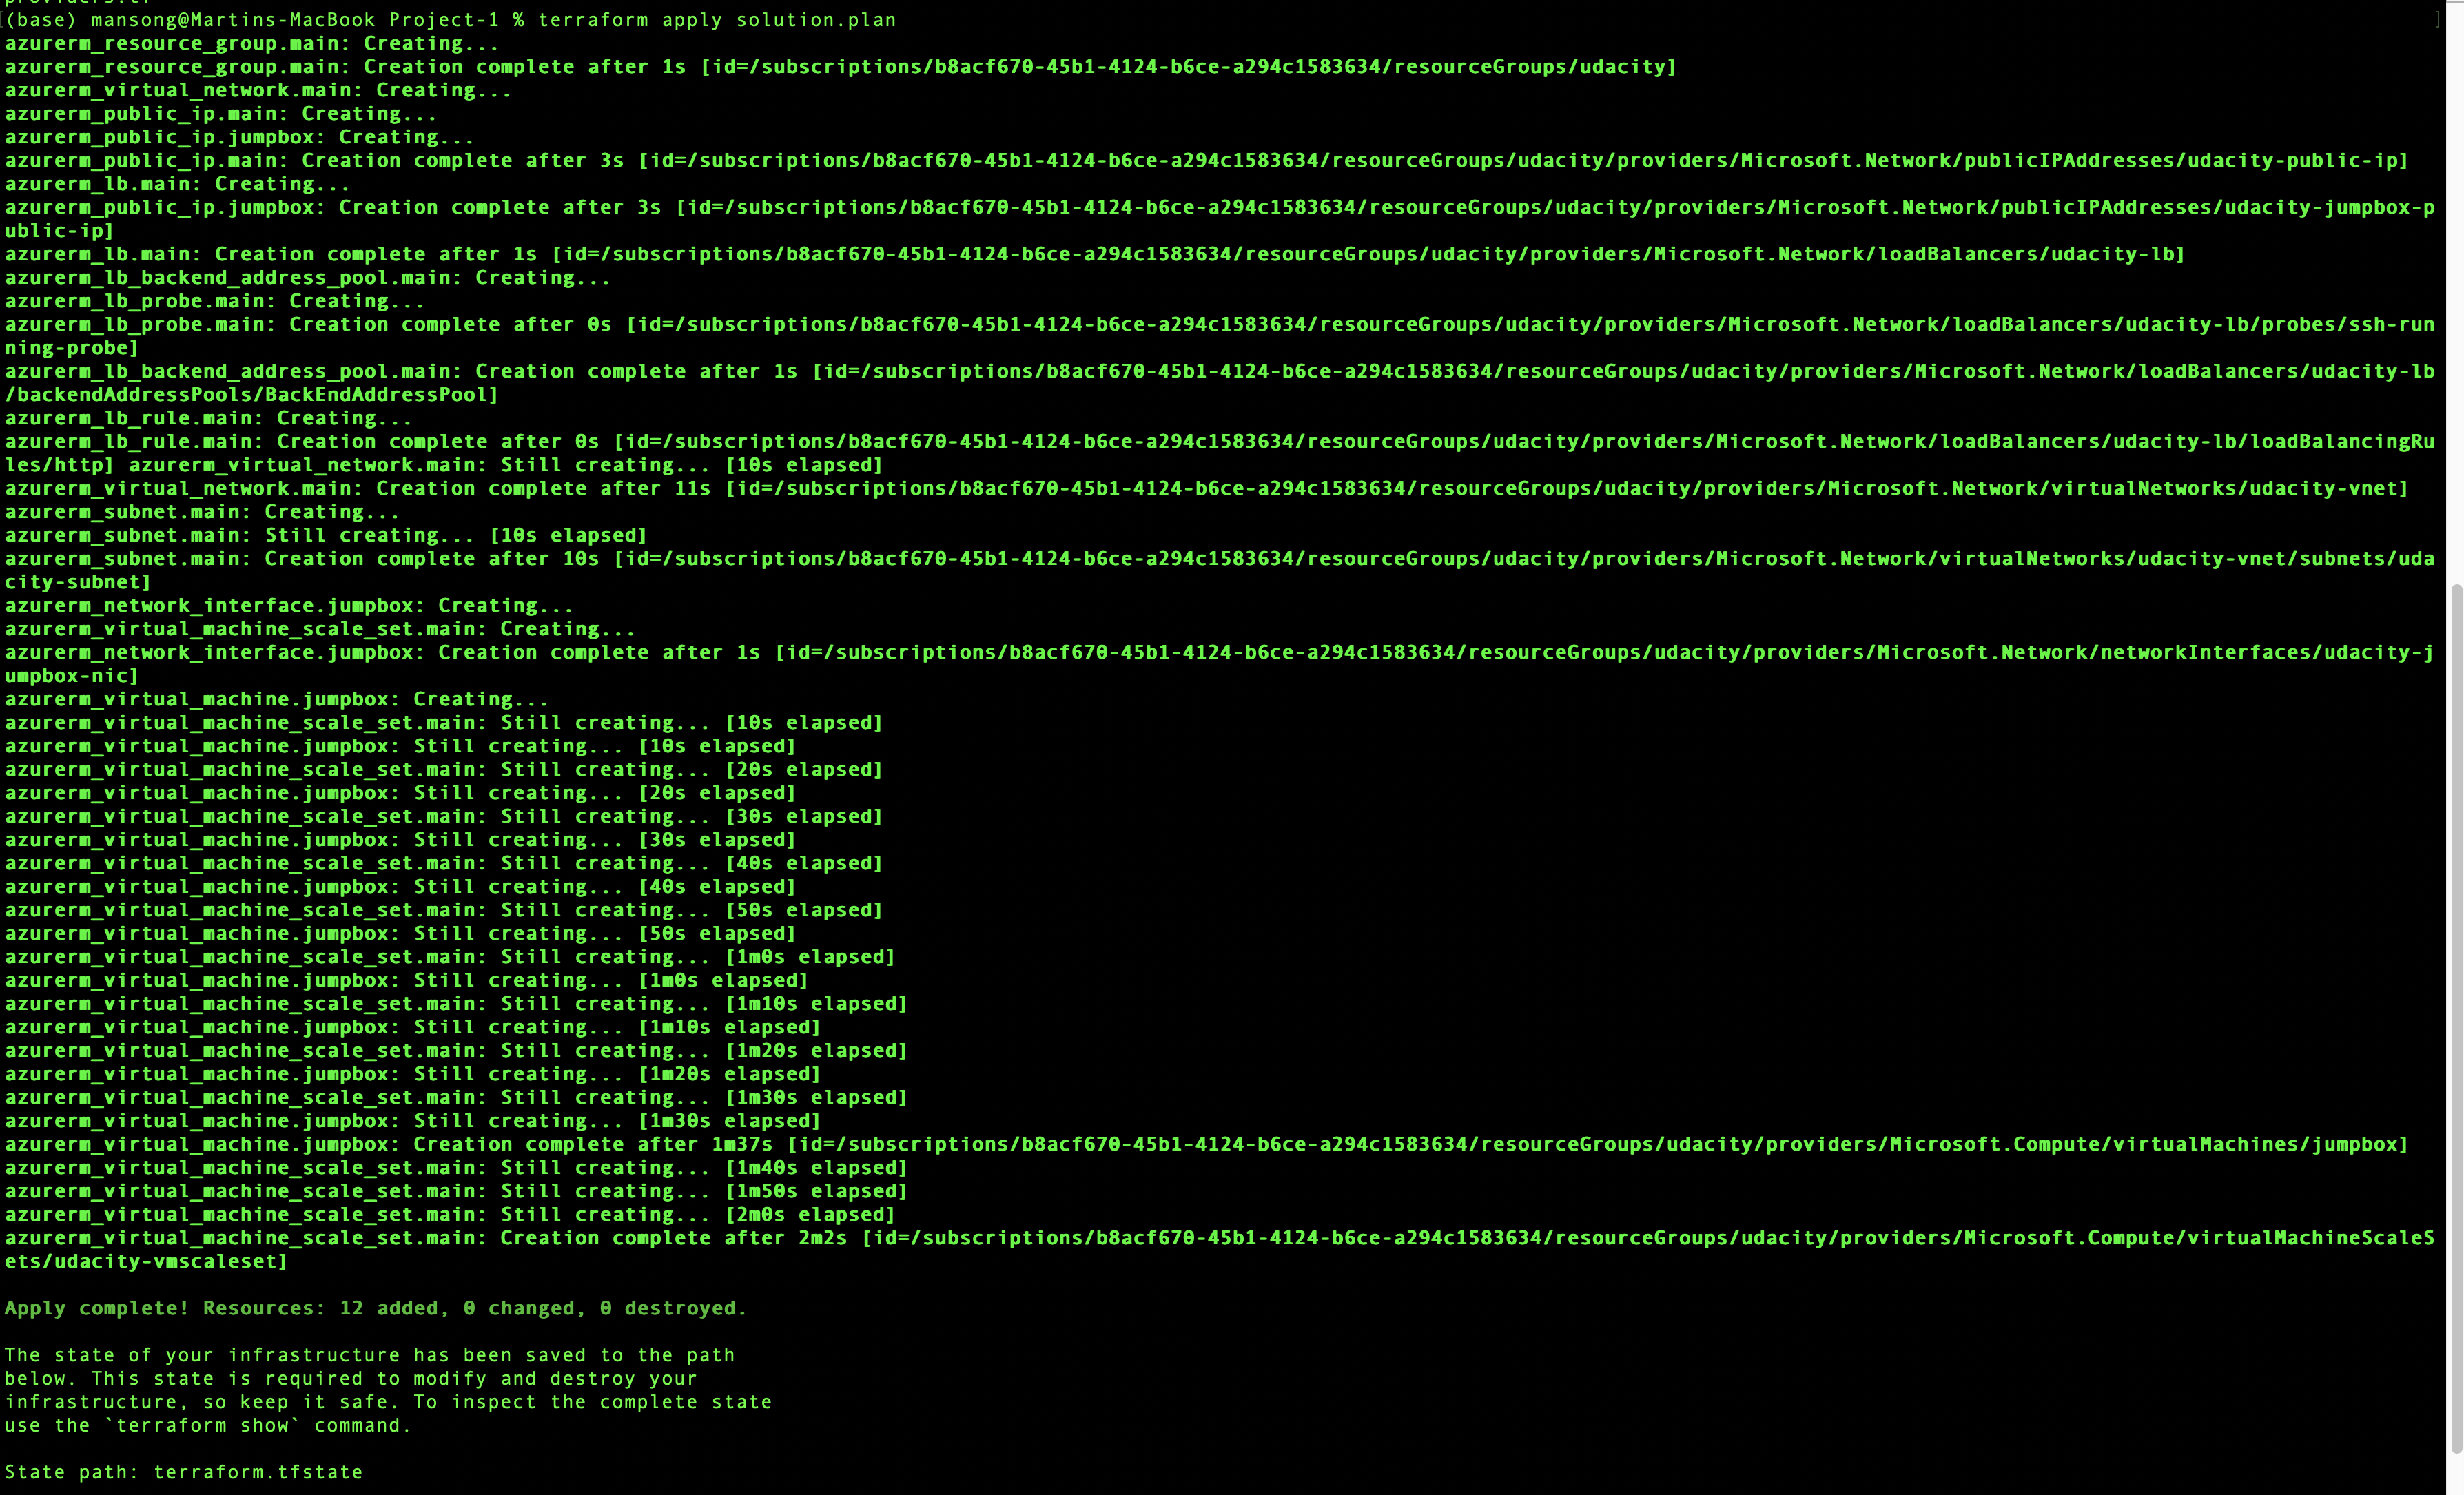 (base) mansong@Martins-MacBook Project-1 % terraform apply solution.plan
azurerm_resource_group.main: Creating...
azurerm_resource_group.main: Creation complete after 1s [id=/subscriptions/b8acf670-45b1-4124-b6ce-a294c1583634/resourceGroups/udacity]
azurerm_virtual_network.main: Creating...
azurerm_public_ip.main: Creating...
azurerm_public_ip.jumpbox: Creating...
azurerm_public_ip.main: Creation complete after 3s [id=/subscriptions/b8acf670-45b1-4124-b6ce-a294c1583634/resourceGroups/udacity/providers/Microsoft.Network/publicIPAddresses/udacity-public-ip]
azurerm_lb.main: Creating...
azurerm_public_ip.jumpbox: Creation complete after 3s [id=/subscriptions/b8acf670-45b1-4124-b6ce-a294c1583634/resourceGroups/udacity/providers/Microsoft.Network/publicIPAddresses/udacity-jumpbox-p
ublic-ip]
azurerm_lb.main: Creation complete after 1s [id=/subscriptions/b8acf670-45b1-4124-b6ce-a294c1583634/resourceGroups/udacity/providers/Microsoft.Network/loadBalancers/udacity-lb]
azurerm_lb_backend_address_pool.main: Creating...
azurerm_lb_probe.main: Creating...
azurerm_lb_probe.main: Creation complete after 0s [id=/subscriptions/b8acf670-45b1-4124-b6ce-a294c1583634/resourceGroups/udacity/providers/Microsoft.Network/loadBalancers/udacity-lb/probes/ssh-run
ning-probe]
azurerm_lb_backend_address_pool.main: Creation complete after 1s [id=/subscriptions/b8acf670-45b1-4124-b6ce-a294c1583634/resourceGroups/udacity/providers/Microsoft.Network/loadBalancers/udacity-lb
/backendAddressPools/BackEndAddressPool]
azurerm_lb_rule.main: Creating...
azurerm_lb_rule.main: Creation complete after 0s [id=/subscriptions/b8acf670-45b1-4124-b6ce-a294c1583634/resourceGroups/udacity/providers/Microsoft.Network/loadBalancers/udacity-lb/loadBalancingRu
les/http] azurerm_virtual_network.main: Still creating... [10s elapsed]
azurerm_virtual_network.main: Creation complete after 11s [id=/subscriptions/b8acf670-45b1-4124-b6ce-a294c1583634/resourceGroups/udacity/providers/Microsoft.Network/virtualNetworks/udacity-vnet]
azurerm_subnet.main: Creating...
azurerm_subnet.main: Still creating... [10s elapsed]
azurerm_subnet.main: Creation complete after 10s [id=/subscriptions/b8acf670-45b1-4124-b6ce-a294c1583634/resourceGroups/udacity/providers/Microsoft.Network/virtualNetworks/udacity-vnet/subnets/uda
city-subnet]
azurerm_network_interface.jumpbox: Creating...
azurerm_virtual_machine_scale_set.main: Creating...
azurerm_network_interface.jumpbox: Creation complete after 1s [id=/subscriptions/b8acf670-45b1-4124-b6ce-a294c1583634/resourceGroups/udacity/providers/Microsoft.Network/networkInterfaces/udacity-j
umpbox-nic]
azurerm_virtual_machine.jumpbox: Creating...
azurerm_virtual_machine_scale_set.main: Still creating... [10s elapsed]
azurerm_virtual_machine.jumpbox: Still creating... [10s elapsed]
azurerm_virtual_machine_scale_set.main: Still creating... [20s elapsed]
azurerm_virtual_machine.jumpbox: Still creating... [20s elapsed]
azurerm_virtual_machine_scale_set.main: Still creating... [30s elapsed]
azurerm_virtual_machine.jumpbox: Still creating... [30s elapsed]
azurerm_virtual_machine_scale_set.main: Still creating... [40s elapsed]
azurerm_virtual_machine.jumpbox: Still creating... [40s elapsed]
azurerm_virtual_machine_scale_set.main: Still creating... [50s elapsed]
azurerm_virtual_machine.jumpbox: Still creating... [50s elapsed]
azurerm_virtual_machine_scale_set.main: Still creating... [1m0s elapsed]
azurerm_virtual_machine.jumpbox: Still creating... [1m0s elapsed]
azurerm_virtual_machine_scale_set.main: Still creating... [1m10s elapsed]
azurerm_virtual_machine.jumpbox: Still creating... [1m10s elapsed]
azurerm_virtual_machine_scale_set.main: Still creating... [1m20s elapsed]
azurerm_virtual_machine.jumpbox: Still creating... [1m20s elapsed]
azurerm_virtual_machine_scale_set.main: Still creating... [1m30s elapsed]
azurerm_virtual_machine.jumpbox: Still creating... [1m30s elapsed]
azurerm_virtual_machine.jumpbox: Creation complete after 1m37s [id=/subscriptions/b8acf670-45b1-4124-b6ce-a294c1583634/resourceGroups/udacity/providers/Microsoft.Compute/virtualMachines/jumpbox]
azurerm_virtual_machine_scale_set.main: Still creating... [1m40s elapsed]
azurerm_virtual_machine_scale_set.main: Still creating... [1m50s elapsed]
azurerm_virtual_machine_scale_set.main: Still creating... [2m0s elapsed]
azurerm_virtual_machine_scale_set.main: Creation complete after 2m2s [id=/subscriptions/b8acf670-45b1-4124-b6ce-a294c1583634/resourceGroups/udacity/providers/Microsoft.Compute/virtualMachineScaleS
ets/udacity-vmscaleset]
Apply complete! Resources: 12 added, 0 changed, 0 destroyed.
The state of your infrastructure has been saved to the path
below. This state is required to modify and destroy your
infrastructure, so keep it safe. To inspect the complete state
use the `terraform show` command.
State path: terraform.tfstate